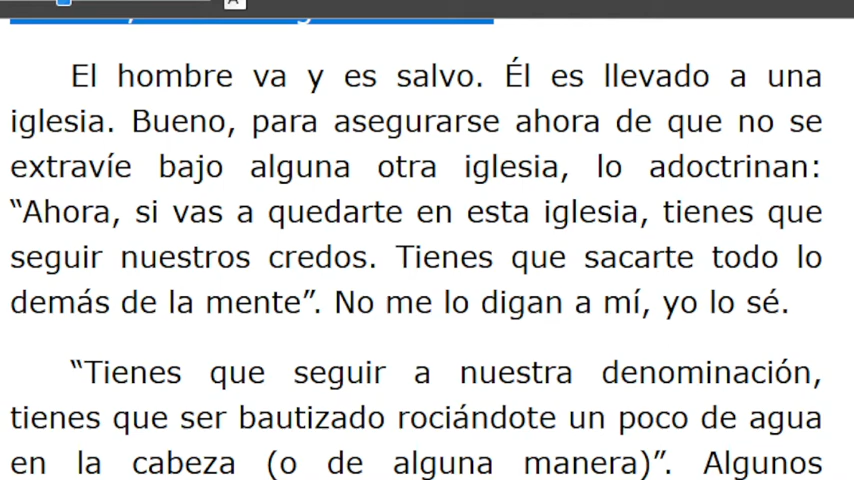 El hombre va y es salvo. Él es llevado a una
iglesia. Bueno, para asegurarse ahora de que no se
extravíe bajo alguna otra iglesia, lo adoctrinan:
“Ahora, si vas a quedarte en esta iglesia, tienes que
seguir nuestros credos. Tienes que sacarte todo lo
demás de la mente”. No me lo digan a mí, yo lo sé.
“Tienes que seguir a nuestra denominación,
tienes que ser bautizado rociándote un poco de agua
en la cabeza (o de alguna manera)”. Algunos